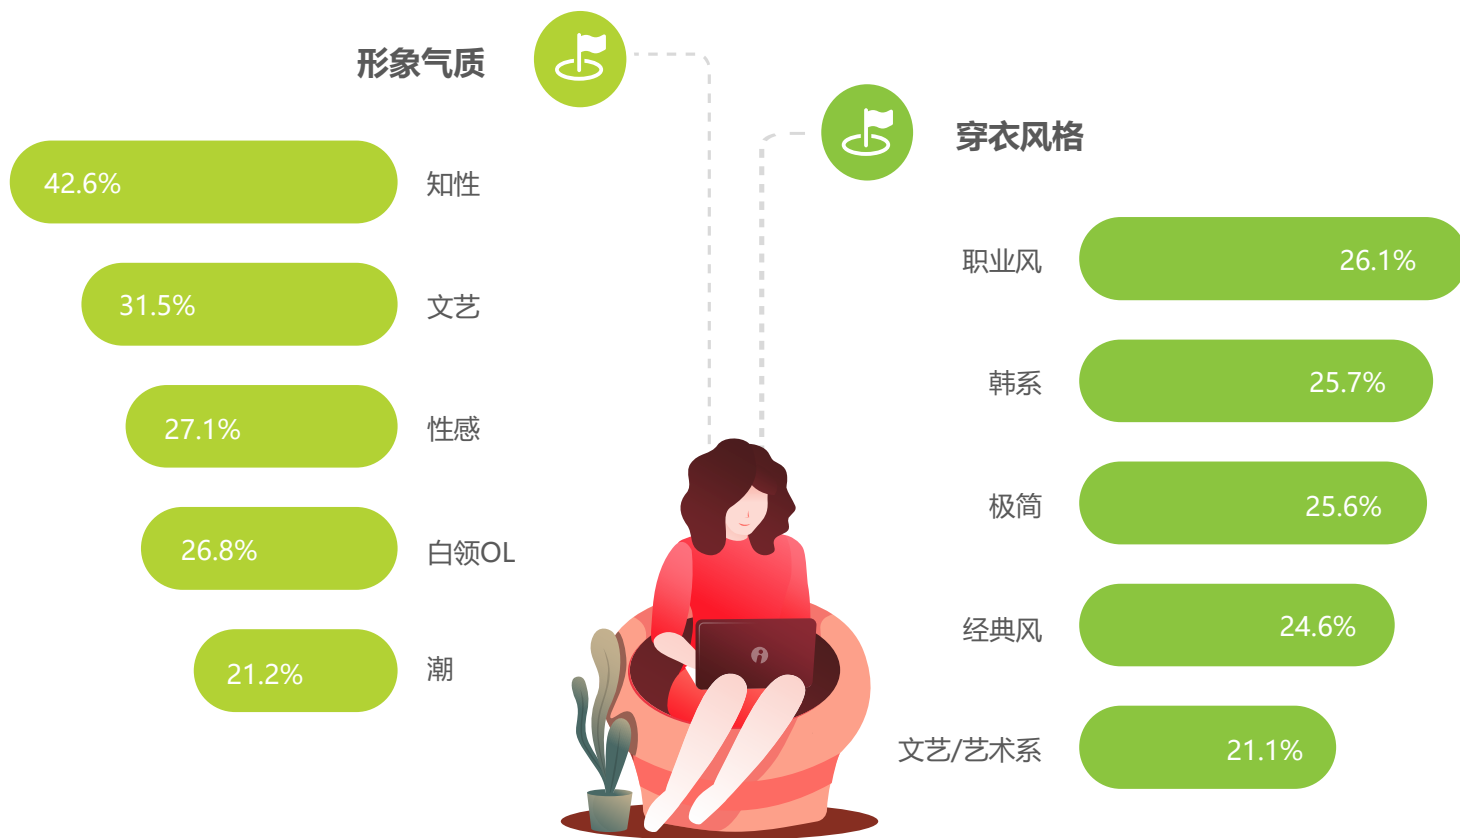 形象气质
42.6% 知性
31.5% 文艺
27.1% 性感
26.8% 白领OL
21.2% 潮
穿衣风格
职业风 26.1%
韩系 25.7%
极简 25.6%
经典风 24.6%
文艺/艺术系 21.1%